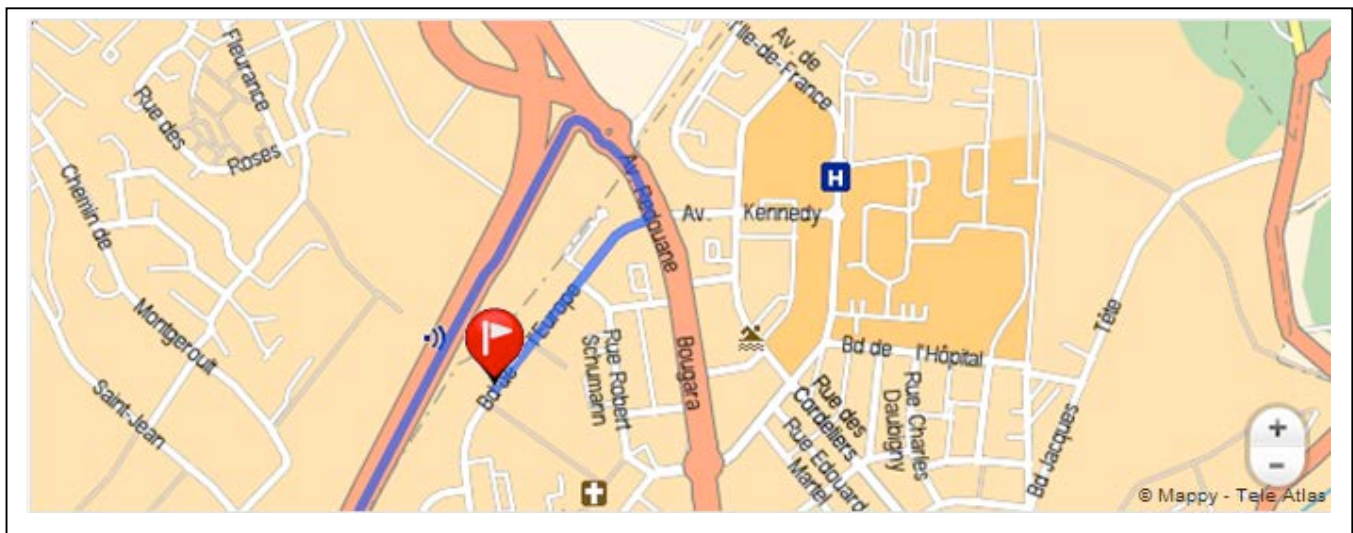 Av. de
l'Ile-de-France
Fleurance
Rue des
Roses
Chemin de
Montgeroult
Saint-Jean
Av. Redouane
Bougara
Av. Kennedy
H
Bd de l'Europe
Rue Robert
Schumann
Bd de l'Hôpital
Rue des
Cordeliers
Rue Charles
Daubigny
Rue Edouard
Martel
Bd Jacques
Tête
+
-
© Mappy - Tele Atlas